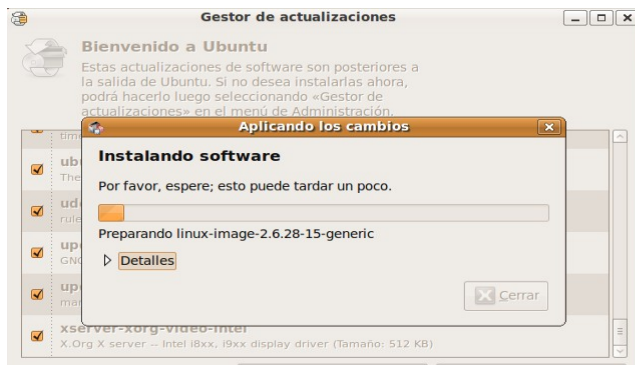 Gestor de actualizaciones
Bienvenido a Ubuntu
Estas actualizaciones de software son posteriores a
la salida de Ubuntu. Si no desea instalarlas ahora,
podrá hacerlo luego seleccionando «Gestor de
actualizaciones» en el menú de Administración.
Aplicando los cambios
Instalando software
Por favor, espere; esto puede tardar un poco.
Preparando linux-image-2.6.28-15-generic
Detalles
Cerrar
xserver-xorg-video-intel
X.Org X server -- Intel i8xx, i9xx display driver (Tamaño: 512 KB)